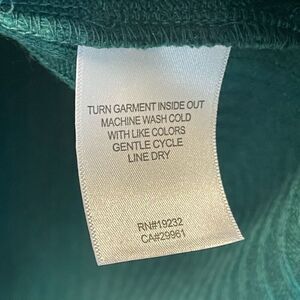 TURN GARMENT INSIDE OUT
MACHINE WASH COLD
WITH LIKE COLORS
GENTLE CYCLE
LINE DRY
RN#19232
CA#29961